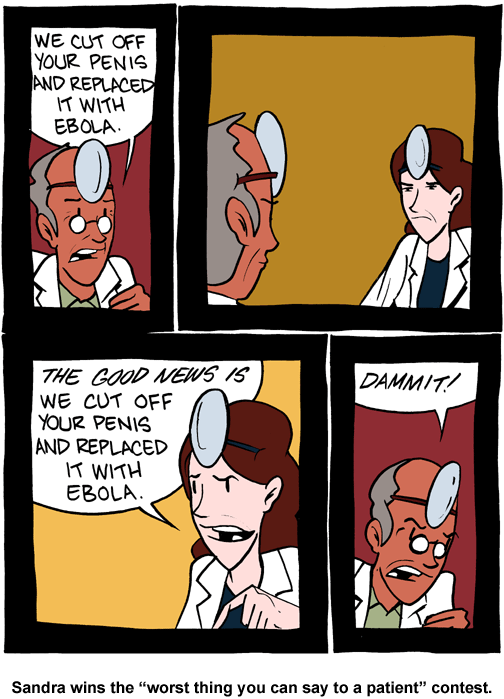 WE CUT OFF
YOUR PENIS
AND REPLACED
IT WITH
EBOLA.
THE GOOD NEWS IS
WE CUT OFF
YOUR PENIS
AND REPLACED
IT WITH
EBOLA.
DAMMIT!
Sandra wins the “worst thing you can say to a patient” contest.